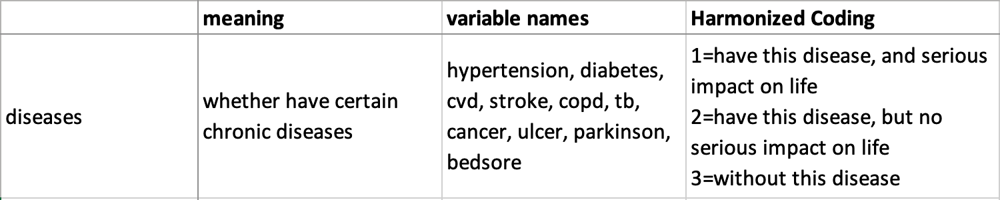 meaning
variable names
Harmonized Coding
diseases
whether have certain
chronic diseases
hypertension, diabetes,
cvd, stroke, copd, tb,
cancer, ulcer, parkinson,
bedsore
1=have this disease, and serious
impact on life
2=have this disease, but no
serious impact on life
3=without this disease